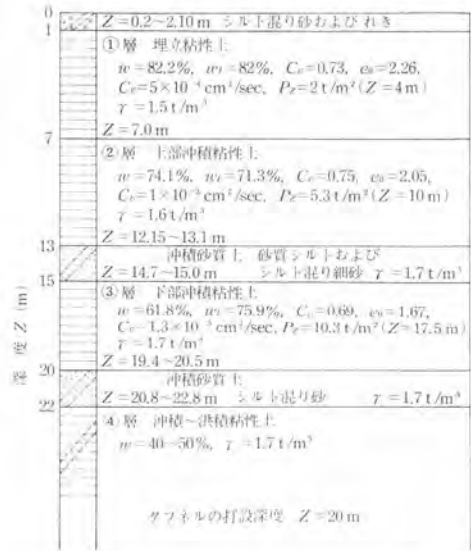 0
Z=0.2~2.10 m シルト混り砂および れき
1
①層 埋立粘性土
w=82.2%, wₗ=82%, Cc=0.73, e₀=2.26,
Cv=5×10⁻⁴ cm²/sec, Pz=2 t/m² (Z=4 m)
γ=1.5 t/m³
7
Z=7.0 m
②層 上部沖積粘性土
w=74.1%, wₗ=71.3%, Cc=0.75, e₀=2.05,
Cv=1×10⁻³ cm²/sec, Pz=5.3 t/m² (Z=10 m)
γ=1.6 t/m³
Z=12.15~13.1 m
13
沖積砂質土 砂質シルトおよび
Z=14.7~15.0 m シルト混り細砂 γ=1.7 t/m³
15
③層 下部沖積粘性土
w=61.8%, wₗ=75.9%, Cc=0.69, e₀=1.67,
Cv=1.3×10⁻³ cm²/sec, Pz=10.3 t/m² (Z=17.5 m)
γ=1.7 t/m³
Z=19.4~20.5 m
20
沖積砂質土
Z=20.8~22.8 m シルト混り砂 γ=1.7 t/m³
22
④層 沖積~洪積粘性土
w=40~50%, γ=1.7 t/m³
タフネルの打設深度 Z=20 m
深度 Z (m)